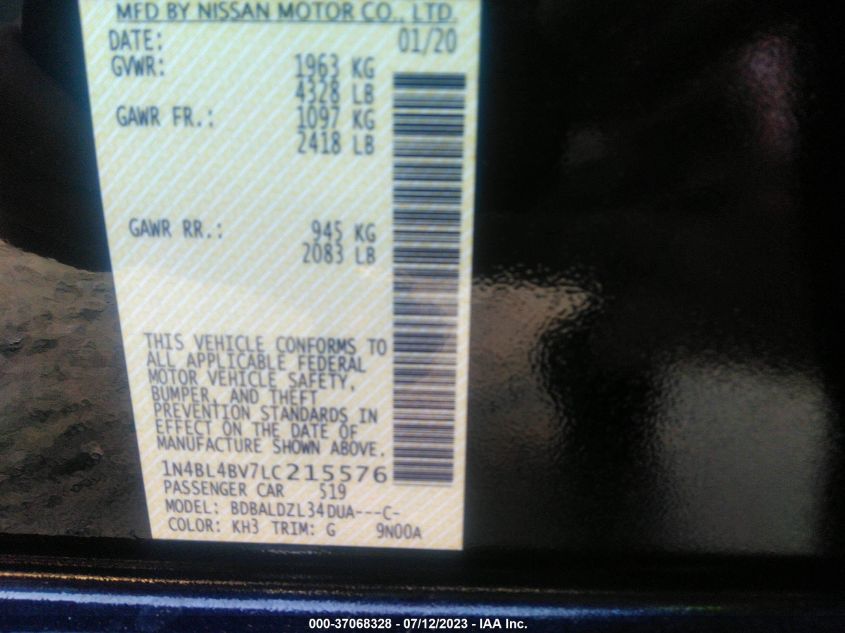 MFD BY NISSAN MOTOR CO., LTD.
DATE: 01/20
GVWR: 1963 KG
4328 LB
GAWR FR.: 1097 KG
2418 LB
GAWR RR.: 945 KG
2083 LB
THIS VEHICLE CONFORMS TO
ALL APPLICABLE FEDERAL
MOTOR VEHICLE SAFETY,
BUMPER, AND THEFT
PREVENTION STANDARDS IN
EFFECT ON THE DATE OF
MANUFACTURE SHOWN ABOVE.
1N4BL4BV7LC215576
PASSENGER CAR 519
MODEL: BDBALDZL34DUA---C-
COLOR: KH3 TRIM: G 9N00A
000-37068328 - 07/12/2023 - IAA Inc.